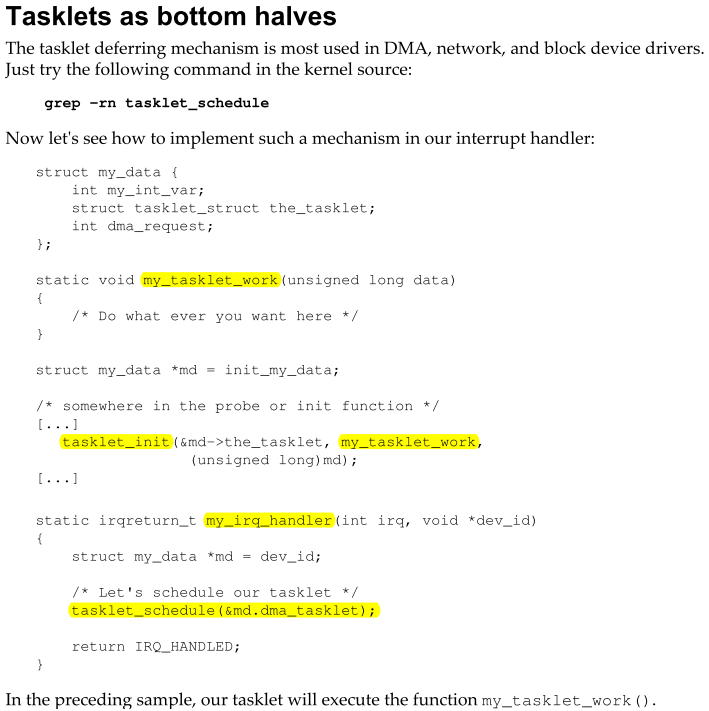 Tasklets as bottom halves
The tasklet deferring mechanism is most used in DMA, network, and block device drivers.
Just try the following command in the kernel source:
grep –rn tasklet_schedule
Now let's see how to implement such a mechanism in our interrupt handler:
struct my_data {
    int my_int_var;
    struct tasklet_struct the_tasklet;
    int dma_request;
};
static void my_tasklet_work(unsigned long data)
{
    /* Do what ever you want here */
}
struct my_data *md = init_my_data;
/* somewhere in the probe or init function */
[...]
   tasklet_init(&md->the_tasklet, my_tasklet_work,
                 (unsigned long)md);
[...]
static irqreturn_t my_irq_handler(int irq, void *dev_id)
{
    struct my_data *md = dev_id;
    /* Let's schedule our tasklet */
    tasklet_schedule(&md.dma_tasklet);
    return IRQ_HANDLED;
}
In the preceding sample, our tasklet will execute the function my_tasklet_work().